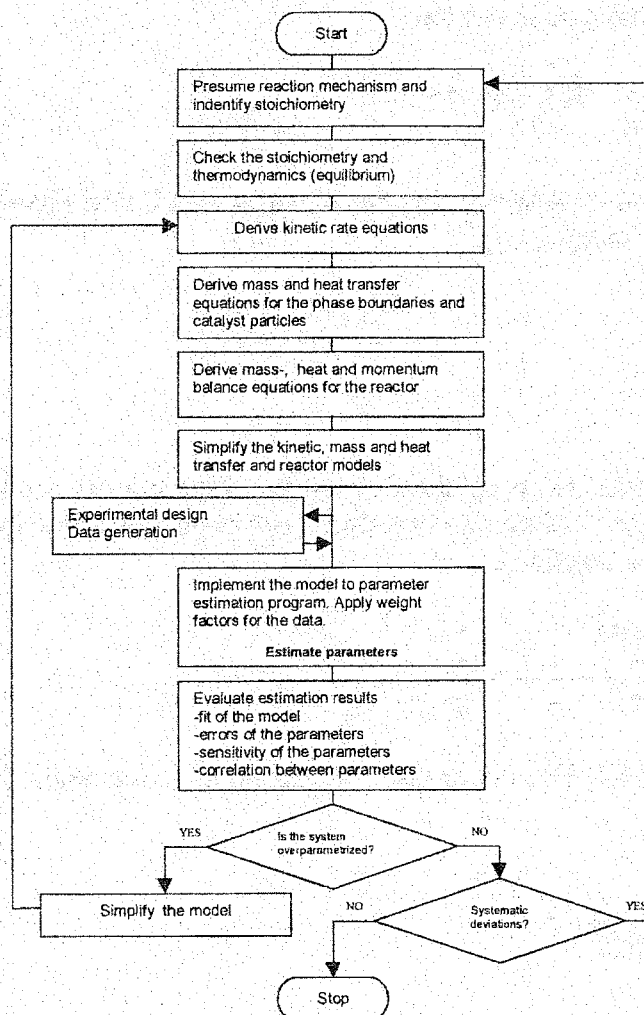 Start
Presume reaction mechanism and
indentify stoichiometry
Check the stoichiometry and
thermodynamics (equilibrium)
Derive kinetic rate equations
Derive mass and heat transfer
equations for the phase boundaries and
catalyst particles
Derive mass-, heat and momentum
balance equations for the reactor
Simplify the kinetic, mass and heat
transfer and reactor models
Experimental design
Data generation
Implement the model to parameter
estimation program. Apply weight
factors for the data.
Estimate parameters
Evaluate estimation results
-fit of the model
-errors of the parameters
-sensitivity of the parameters
-correlation between parameters
YES
Is the system
overparametrized?
NO
Simplify the model
NO
Systematic
deviations?
YES
Stop